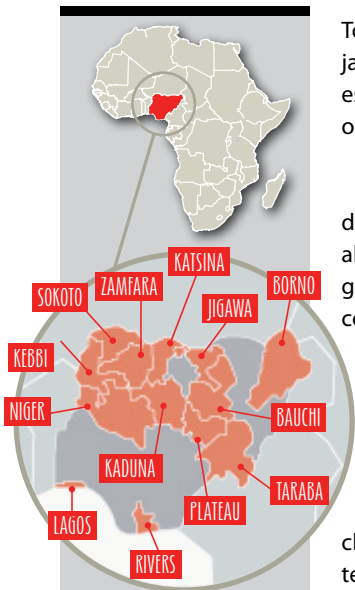 KATSINA
ZAMFARA
BORNO
SOKOTO
JIGAWA
KEBBI
NIGER
BAUCHI
KADUNA
TARABA
PLATEAU
LAGOS
RIVERS